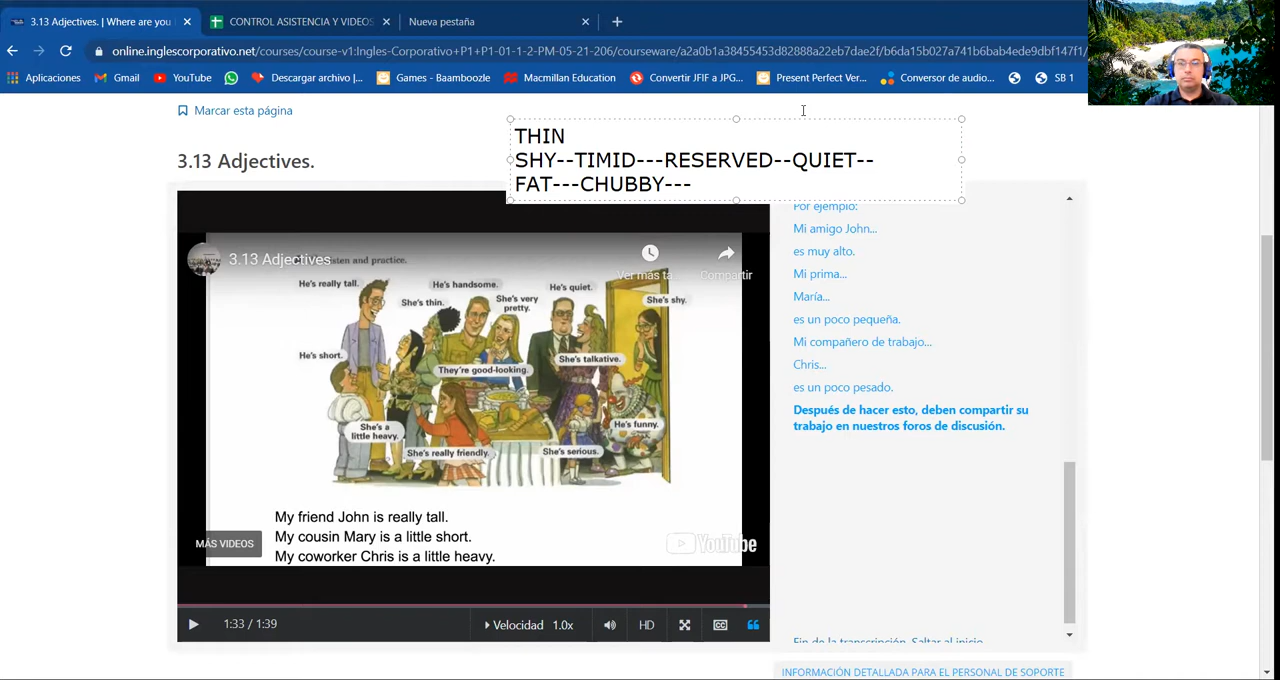 3.13 Adjectives. | Where are you
CONTROL ASISTENCIA Y VIDEOS
Nueva pestaña
online.inglescorporativo.net/courses/course-v1:Ingles-Corporativo+P1+P1-01-1-2-PM-05-21-206/courseware/a2a0b1a38455453d82888a22eb7dae2f/b6da15b027a741b6bab4ede9dbf147f1/
Aplicaciones
Gmail
YouTube
Descargar archivo |...
Games - Baamboozle
Macmillan Education
Convertir JFIF a JPG...
Present Perfect Ver...
Conversor de audio...
SB 1
Marcar esta página
THIN
SHY--TIMID---RESERVED--QUIET--
FAT---CHUBBY---
3.13 Adjectives.
3.13 Adjectives
listen and practice.
Ver más ta
Compartir
He's really tall.
He's handsome.
He's quiet.
She's thin.
She's very pretty.
She's shy.
He's short.
She's talkative.
They're good-looking.
She's a little heavy.
He's funny.
She's really friendly.
She's serious.
My friend John is really tall.
My cousin Mary is a little short.
My coworker Chris is a little heavy.
MÁS VIDEOS
YouTube
1:33 / 1:39
Velocidad 1.0x
HD
CC
Por ejemplo:
Mi amigo John...
es muy alto.
Mi prima...
María...
es un poco pequeña.
Mi compañero de trabajo...
Chris...
es un poco pesado.
Después de hacer esto, deben compartir su
trabajo en nuestros foros de discusión.
Fin de la transcripción. Saltar al inicio.
INFORMACIÓN DETALLADA PARA EL PERSONAL DE SOPORTE